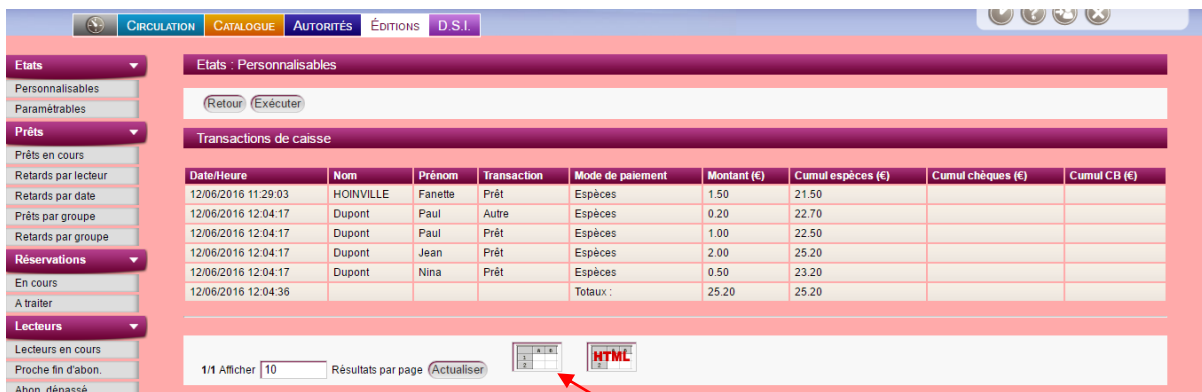 CIRCULATION CATALOGUE AUTORITÉS ÉDITIONS D.S.I.
Etats
Personnalisables
Paramétrables
Prêts
Prêts en cours
Retards par lecteur
Retards par date
Prêts par groupe
Retards par groupe
Réservations
En cours
A traiter
Lecteurs
Lecteurs en cours
Proche fin d'abon.
Abon. dépassé
Etats : Personnalisables
Retour Exécuter
Transactions de caisse
Date/Heure Nom Prénom Transaction Mode de paiement Montant (€) Cumul espèces (€) Cumul chèques (€) Cumul CB (€)
12/06/2016 11:29:03 HOINVILLE Fanette Prêt Espèces 1.50 21.50
12/06/2016 12:04:17 Dupont Paul Autre Espèces 0.20 22.70
12/06/2016 12:04:17 Dupont Paul Prêt Espèces 1.00 22.50
12/06/2016 12:04:17 Dupont Jean Prêt Espèces 2.00 25.20
12/06/2016 12:04:17 Dupont Nina Prêt Espèces 0.50 23.20
12/06/2016 12:04:36 Totaux : 25.20 25.20
1/1 Afficher 10 Résultats par page Actualiser HTML